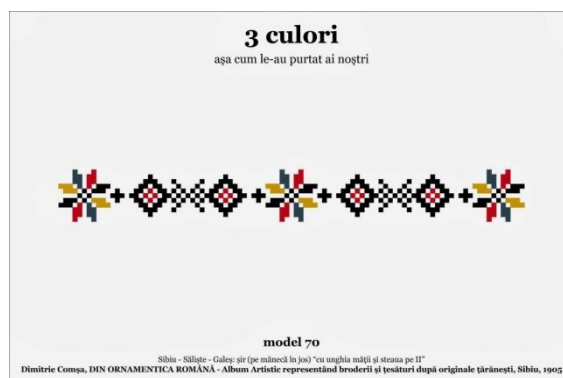 3 culori
așa cum le-au purtat ai noștri
model 70
Sibiu - Săliște - Galeș: șir (pe mânecă în jos) "cu unghia mâții și steaua pe II"
Dimitrie Comșa, DIN ORNAMENTICA ROMÂNĂ - Album Artistic reprezentând broderii și țesături după originale țărănești, Sibiu, 1905